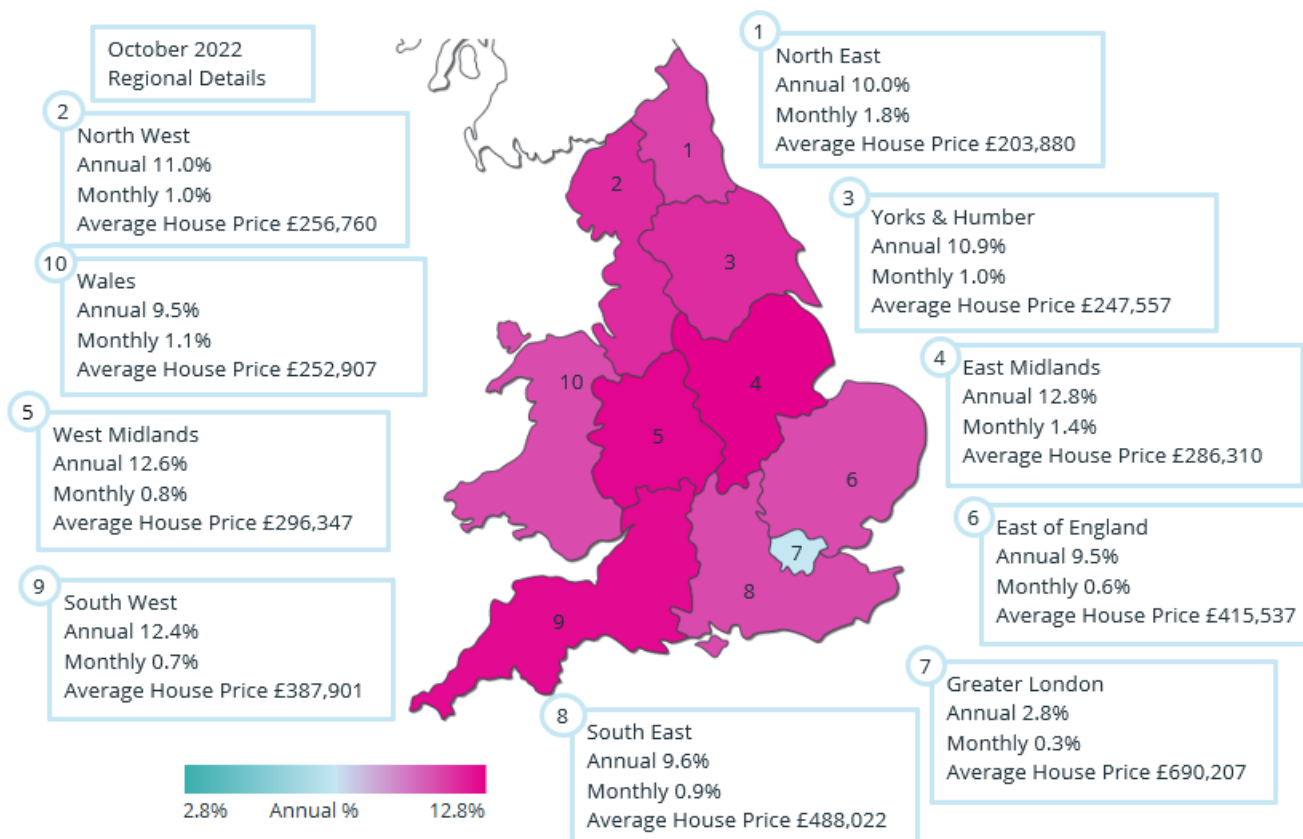 October 2022
Regional Details
1
North East
Annual 10.0%
Monthly 1.8%
Average House Price £203,880
2
North West
Annual 11.0%
Monthly 1.0%
Average House Price £256,760
3
Yorks & Humber
Annual 10.9%
Monthly 1.0%
Average House Price £247,557
10
Wales
Annual 9.5%
Monthly 1.1%
Average House Price £252,907
4
East Midlands
Annual 12.8%
Monthly 1.4%
Average House Price £286,310
5
West Midlands
Annual 12.6%
Monthly 0.8%
Average House Price £296,347
6
East of England
Annual 9.5%
Monthly 0.6%
Average House Price £415,537
9
South West
Annual 12.4%
Monthly 0.7%
Average House Price £387,901
7
Greater London
Annual 2.8%
Monthly 0.3%
Average House Price £690,207
8
South East
Annual 9.6%
Monthly 0.9%
Average House Price £488,022
1
2
3
10
4
5
6
7
8
9
2.8% Annual % 12.8%